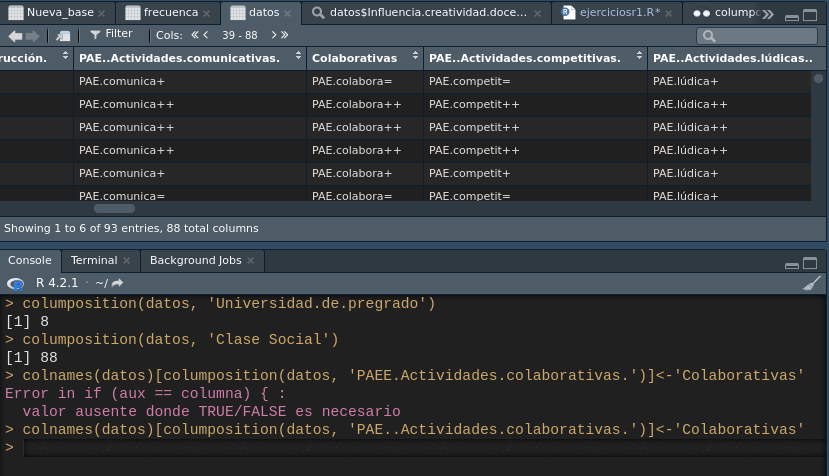 Nueva_base × frecuenca × datos × datos$Influencia.creatividad.doce... × ejerciciosr1.R* × columpo »
Filter Cols: « < 39 - 88 > »
rucción. PAE..Actividades.comunicativas. Colaborativas PAE..Actividades.competitivas. PAE..Actividades.lúdicas..
PAE.comunica+ PAE.colabora= PAE.competit= PAE.lúdica+
PAE.comunica++ PAE.colabora++ PAE.competit++ PAE.lúdica++
PAE.comunica++ PAE.colabora++ PAE.competit++ PAE.lúdica++
PAE.comunica++ PAE.colabora++ PAE.competit++ PAE.lúdica++
PAE.comunica+ PAE.colabora+ PAE.competit+ PAE.lúdica+
PAE.comunica= PAE.colabora= PAE.competit= PAE.lúdica+
Showing 1 to 6 of 93 entries, 88 total columns
Console Terminal × Background Jobs ×
R 4.2.1 · ~/
> columposition(datos, 'Universidad.de.pregrado')
[1] 8
> columposition(datos, 'Clase Social')
[1] 88
> colnames(datos)[columposition(datos, 'PAEE.Actividades.colaborativas.')]<-'Colaborativas'
Error in if (aux == columna) { :
  valor ausente donde TRUE/FALSE es necesario
> colnames(datos)[columposition(datos, 'PAE..Actividades.colaborativas.')]<-'Colaborativas'
>